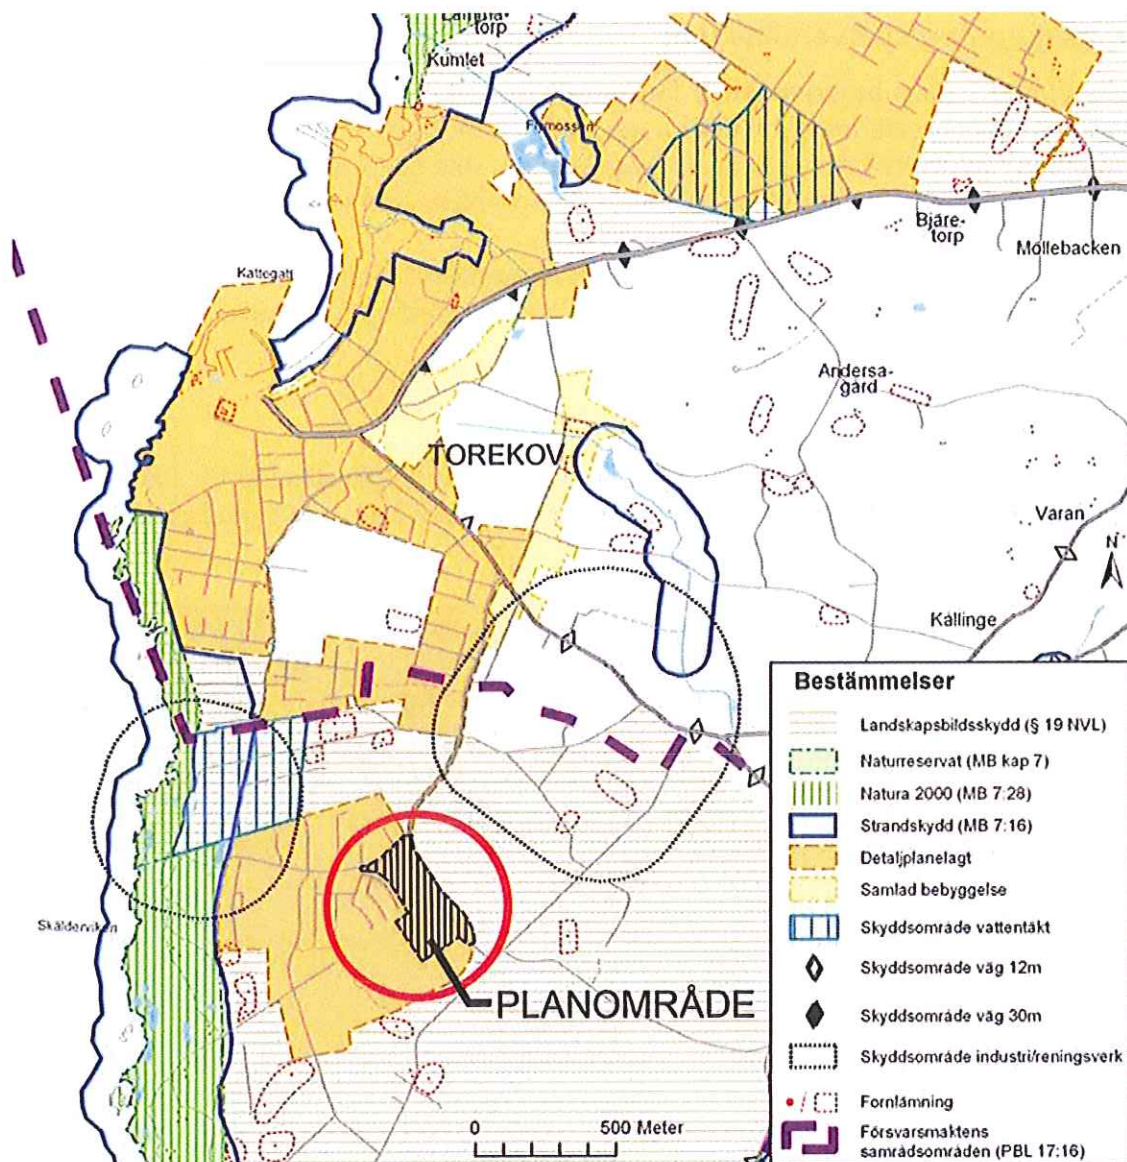 torp
Kumlet
Bjäre-
torp
Möllebacken
Kattegatt
Andersa-
gård
TOREKOV
Varan
N
Källinge
Bestämmelser
Landskapsbildsskydd (§ 19 NVL)
Naturreservat (MB kap 7)
Natura 2000 (MB 7:28)
Strandskydd (MB 7:16)
Detaljplanelagt
Samlad bebyggelse
Skyddsområde vattentäkt
Skyddsområde väg 12m
Skyddsområde väg 30m
Skyddsområde industri/reningsverk
Fornlämning
Försvarsmaktens
samrådsområden (PBL 17:16)
Skälderviken
PLANOMRÅDE
0 500 Meter